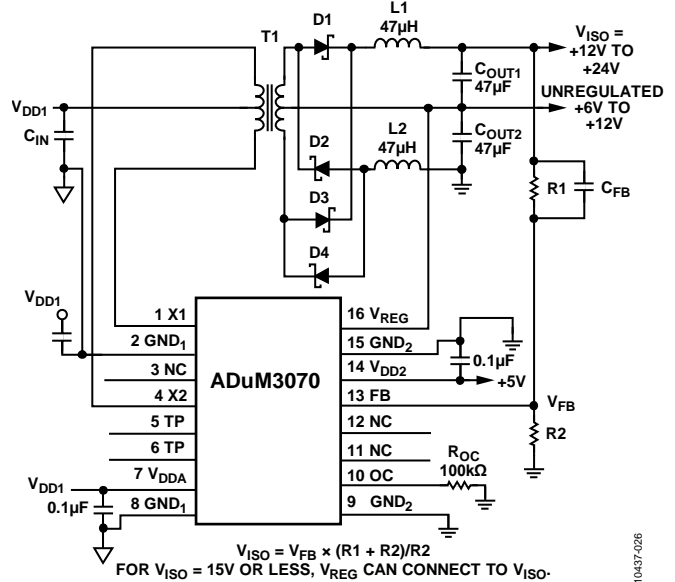 T1
D1
L1
47µH
V_ISO =
+12V TO
+24V
C_OUT1
47µF
UNREGULATED
+6V TO
+12V
V_DD1
C_IN
D2
L2
47µH
C_OUT2
47µF
D3
R1
C_FB
D4
V_DD1
1 X1
2 GND_1
3 NC
4 X2
5 TP
6 TP
7 V_DDA
8 GND_1
V_DD1
0.1µF
ADuM3070
16 V_REG
15 GND_2
14 V_DD2
13 FB
12 NC
11 NC
10 OC
9 GND_2
0.1µF
+5V
V_FB
R2
R_OC
100kΩ
V_ISO = V_FB × (R1 + R2)/R2
FOR V_ISO = 15V OR LESS, V_REG CAN CONNECT TO V_ISO.
10437-026